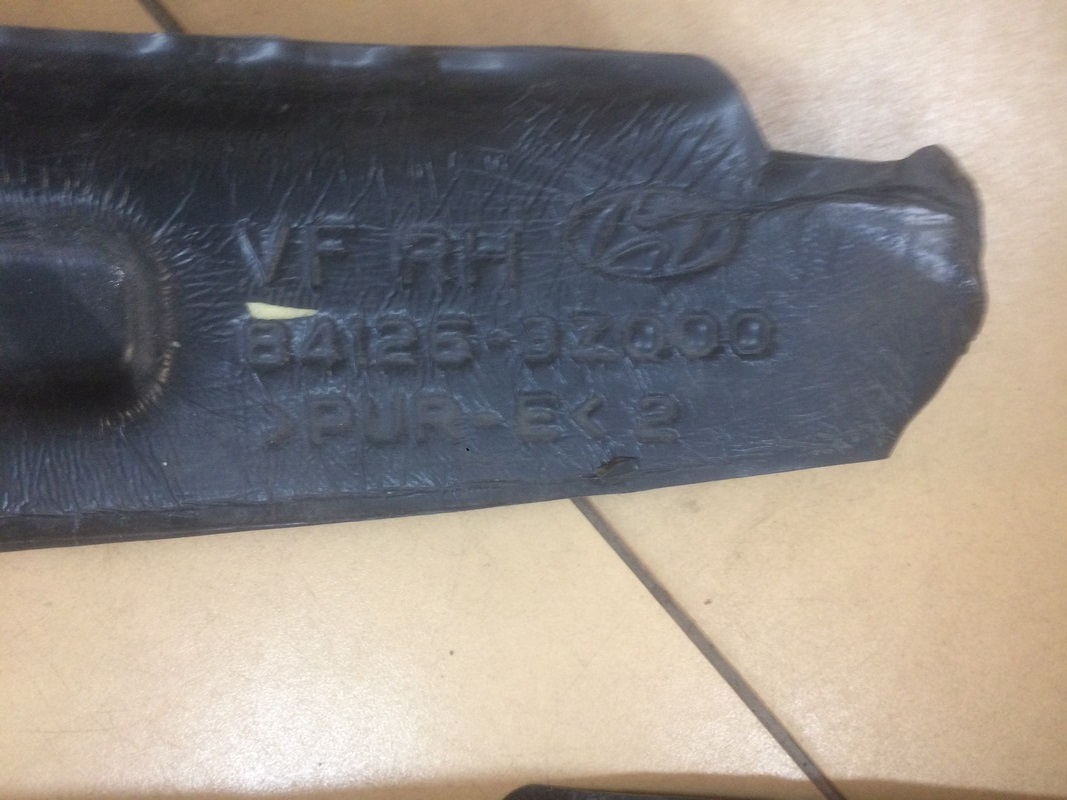 VF RH
84126-3Z000
>PUR-E< 2